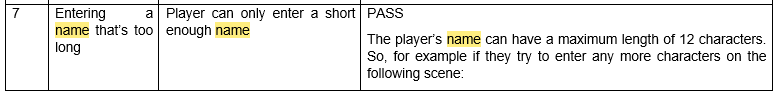 7
Entering a
name that's too
long
Player can only enter a short
enough name
PASS
The player's name can have a maximum length of 12 characters.
So, for example if they try to enter any more characters on the
following scene: